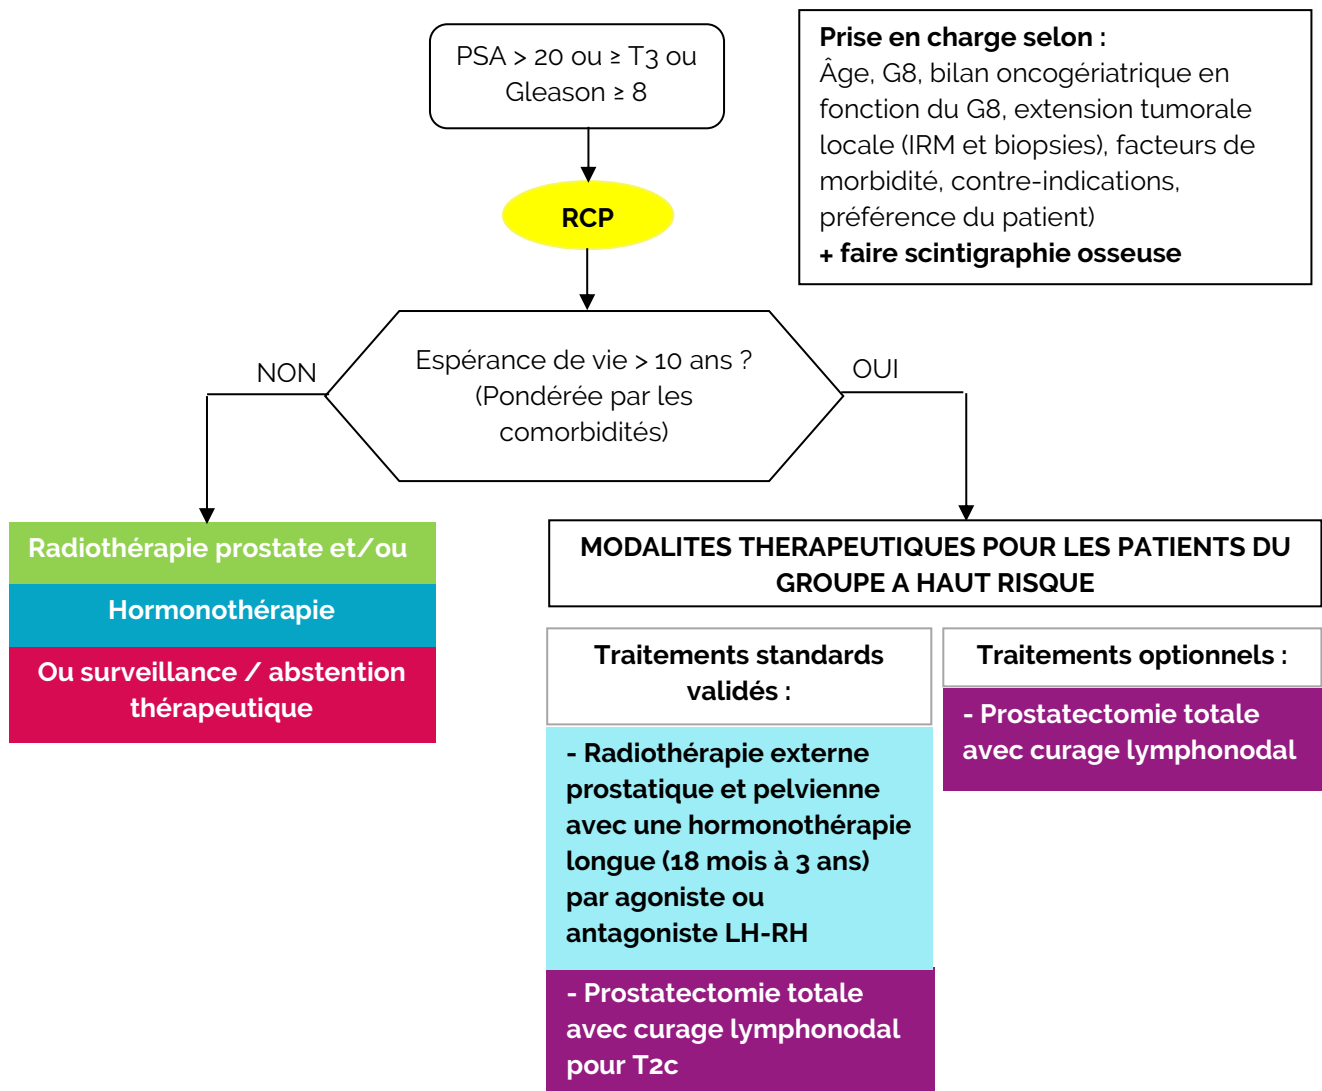 PSA > 20 ou ≥ T3 ou
Gleason ≥ 8
Prise en charge selon :
Âge, G8, bilan oncogériatrique en
fonction du G8, extension tumorale
locale (IRM et biopsies), facteurs de
morbidité, contre-indications,
préférence du patient)
+ faire scintigraphie osseuse
RCP
Espérance de vie > 10 ans ?
(Pondérée par les
comorbidités)
NON
OUI
Radiothérapie prostate et/ou
Hormonothérapie
Ou surveillance / abstention
thérapeutique
MODALITES THERAPEUTIQUES POUR LES PATIENTS DU
GROUPE A HAUT RISQUE
Traitements standards
validés :
- Radiothérapie externe
prostatique et pelvienne
avec une hormonothérapie
longue (18 mois à 3 ans)
par agoniste ou
antagoniste LH-RH
- Prostatectomie totale
avec curage lymphonodal
pour T2c
Traitements optionnels :
- Prostatectomie totale
avec curage lymphonodal